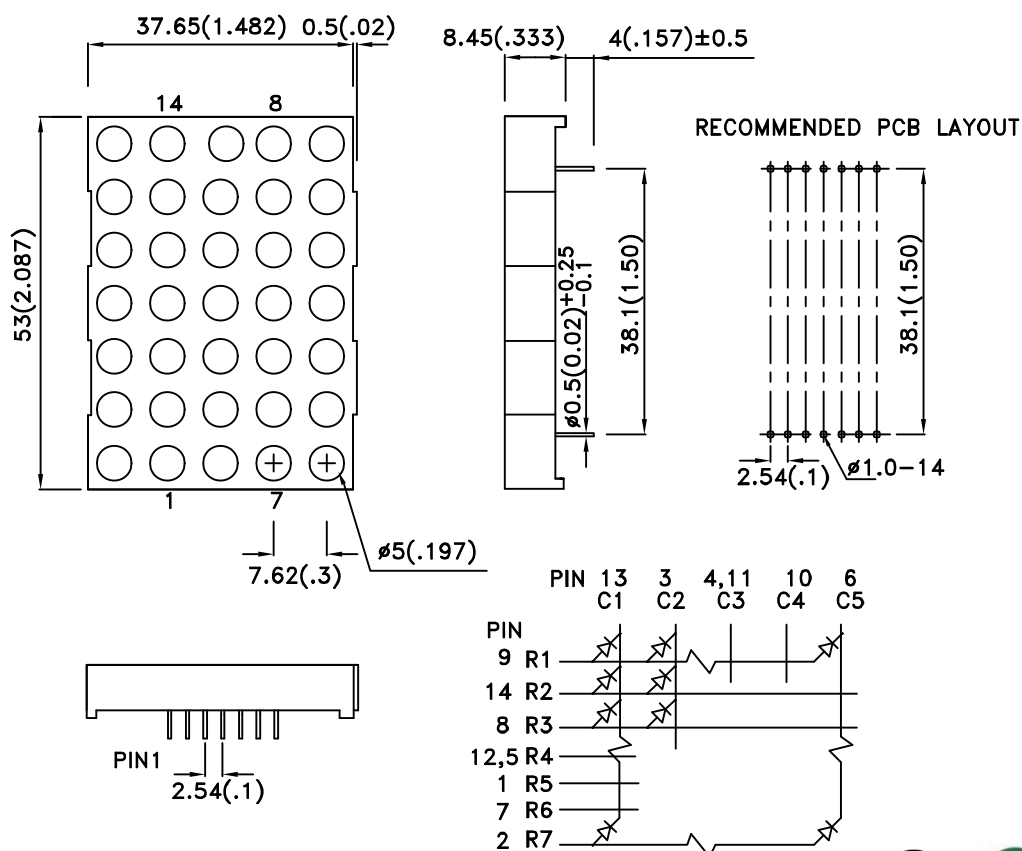 37.65(1.482) 0.5(.02)
8.45(.333) 4(.157)±0.5
14 8
RECOMMENDED PCB LAYOUT
53(2.087)
ø0.5(0.02)+0.25 -0.1
38.1(1.50)
38.1(1.50)
2.54(.1)
ø1.0-14
1 7
7.62(.3)
ø5(.197)
PIN 13 3 4,11 10 6
C1 C2 C3 C4 C5
PIN
9 R1
14 R2
8 R3
12,5 R4
1 R5
7 R6
2 R7
PIN1
2.54(.1)